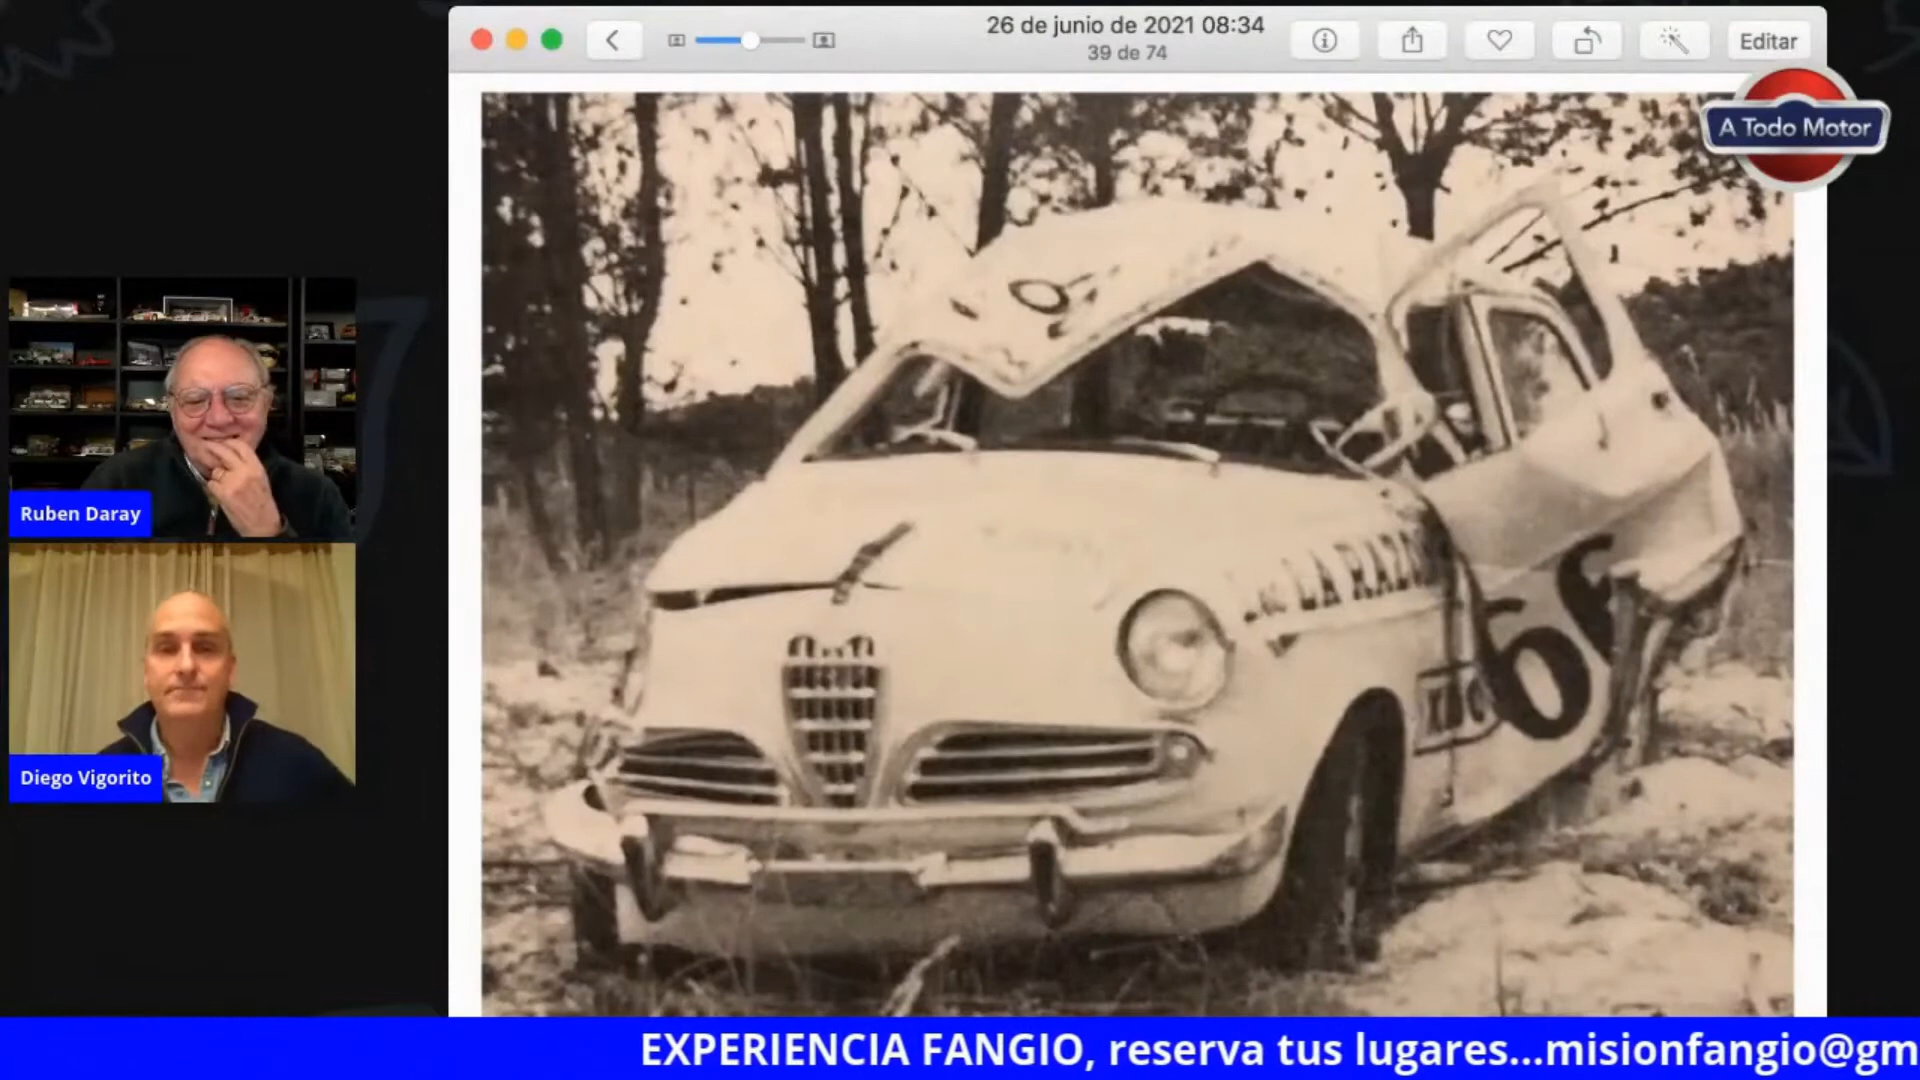 26 de junio de 2021 08:34
39 de 74
Editar
A Todo Motor
LA RAZO
66
Ruben Daray
Diego Vigorito
EXPERIENCIA FANGIO, reserva tus lugares...misionfangio@gm